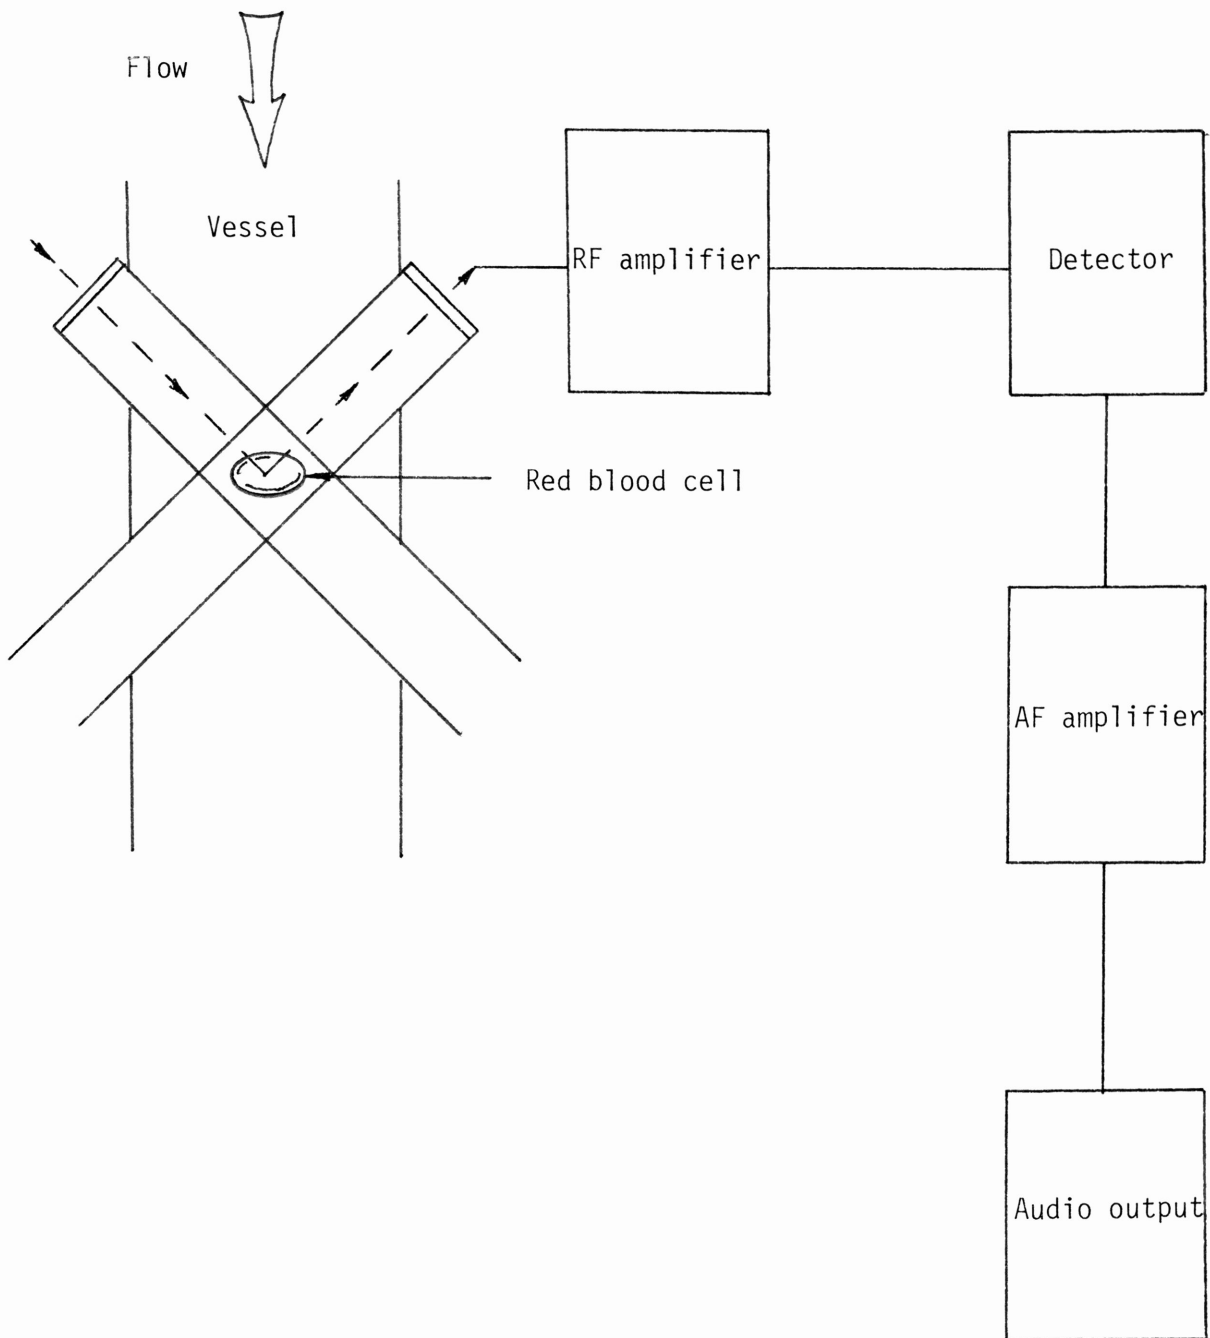 Flow
Vessel
RF amplifier
Detector
Red blood cell
AF amplifier
Audio output